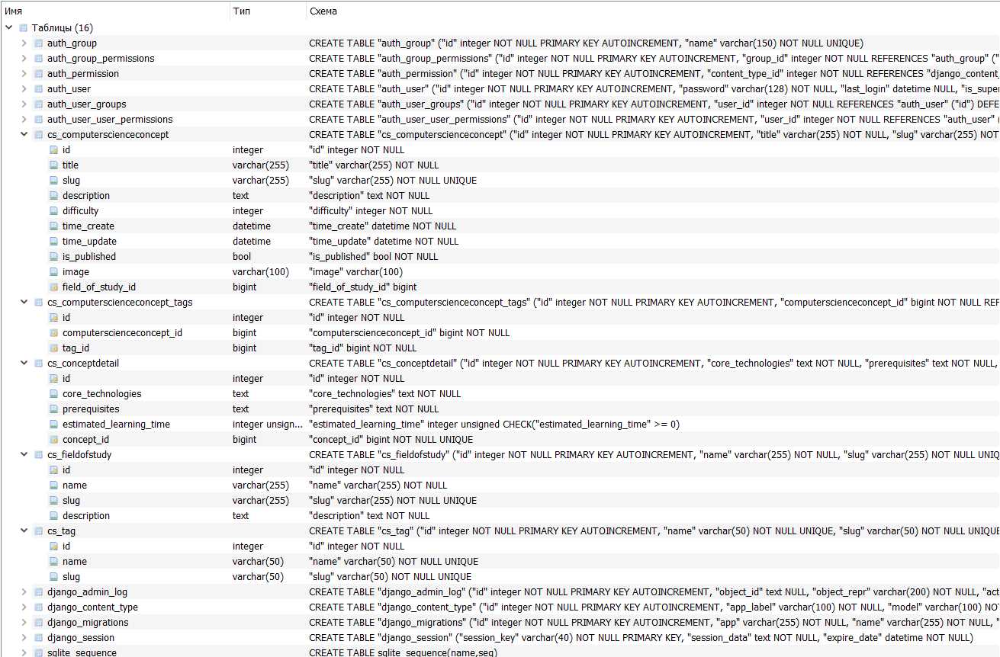 Имя Тип Схема
Таблицы (16)
auth_group CREATE TABLE "auth_group" ("id" integer NOT NULL PRIMARY KEY AUTOINCREMENT, "name" varchar(150) NOT NULL UNIQUE)
auth_group_permissions CREATE TABLE "auth_group_permissions" ("id" integer NOT NULL PRIMARY KEY AUTOINCREMENT, "group_id" integer NOT NULL REFERENCES "auth_group" ("
auth_permission CREATE TABLE "auth_permission" ("id" integer NOT NULL PRIMARY KEY AUTOINCREMENT, "content_type_id" integer NOT NULL REFERENCES "django_content_
auth_user CREATE TABLE "auth_user" ("id" integer NOT NULL PRIMARY KEY AUTOINCREMENT, "password" varchar(128) NOT NULL, "last_login" datetime NULL, "is_super
auth_user_groups CREATE TABLE "auth_user_groups" ("id" integer NOT NULL PRIMARY KEY AUTOINCREMENT, "user_id" integer NOT NULL REFERENCES "auth_user" ("id") DEFE
auth_user_user_permissions CREATE TABLE "auth_user_user_permissions" ("id" integer NOT NULL PRIMARY KEY AUTOINCREMENT, "user_id" integer NOT NULL REFERENCES "auth_user" (
cs_computerscienceconcept CREATE TABLE "cs_computerscienceconcept" ("id" integer NOT NULL PRIMARY KEY AUTOINCREMENT, "title" varchar(255) NOT NULL, "slug" varchar(255) NOT
id integer "id" integer NOT NULL
title varchar(255) "title" varchar(255) NOT NULL
slug varchar(255) "slug" varchar(255) NOT NULL UNIQUE
description text "description" text NOT NULL
difficulty integer "difficulty" integer NOT NULL
time_create datetime "time_create" datetime NOT NULL
time_update datetime "time_update" datetime NOT NULL
is_published bool "is_published" bool NOT NULL
image varchar(100) "image" varchar(100)
field_of_study_id bigint "field_of_study_id" bigint
cs_computerscienceconcept_tags CREATE TABLE "cs_computerscienceconcept_tags" ("id" integer NOT NULL PRIMARY KEY AUTOINCREMENT, "computerscienceconcept_id" bigint NOT NULL REF
id integer "id" integer NOT NULL
computerscienceconcept_id bigint "computerscienceconcept_id" bigint NOT NULL
tag_id bigint "tag_id" bigint NOT NULL
cs_conceptdetail CREATE TABLE "cs_conceptdetail" ("id" integer NOT NULL PRIMARY KEY AUTOINCREMENT, "core_technologies" text NOT NULL, "prerequisites" text NOT NULL,
id integer "id" integer NOT NULL
core_technologies text "core_technologies" text NOT NULL
prerequisites text "prerequisites" text NOT NULL
estimated_learning_time integer unsign... "estimated_learning_time" integer unsigned CHECK("estimated_learning_time" >= 0)
concept_id bigint "concept_id" bigint NOT NULL UNIQUE
cs_fieldofstudy CREATE TABLE "cs_fieldofstudy" ("id" integer NOT NULL PRIMARY KEY AUTOINCREMENT, "name" varchar(255) NOT NULL, "slug" varchar(255) NOT NULL UNIQ
id integer "id" integer NOT NULL
name varchar(255) "name" varchar(255) NOT NULL
slug varchar(255) "slug" varchar(255) NOT NULL UNIQUE
description text "description" text NOT NULL
cs_tag CREATE TABLE "cs_tag" ("id" integer NOT NULL PRIMARY KEY AUTOINCREMENT, "name" varchar(50) NOT NULL UNIQUE, "slug" varchar(50) NOT NULL UNIQUE
id integer "id" integer NOT NULL
name varchar(50) "name" varchar(50) NOT NULL UNIQUE
slug varchar(50) "slug" varchar(50) NOT NULL UNIQUE
django_admin_log CREATE TABLE "django_admin_log" ("id" integer NOT NULL PRIMARY KEY AUTOINCREMENT, "object_id" text NULL, "object_repr" varchar(200) NOT NULL, "act
django_content_type CREATE TABLE "django_content_type" ("id" integer NOT NULL PRIMARY KEY AUTOINCREMENT, "app_label" varchar(100) NOT NULL, "model" varchar(100) NOT
django_migrations CREATE TABLE "django_migrations" ("id" integer NOT NULL PRIMARY KEY AUTOINCREMENT, "app" varchar(255) NOT NULL, "name" varchar(255) NOT NULL, "
django_session CREATE TABLE "django_session" ("session_key" varchar(40) NOT NULL PRIMARY KEY, "session_data" text NOT NULL, "expire_date" datetime NOT NULL)
sqlite_sequence CREATE TABLE sqlite_sequence(name,seq)